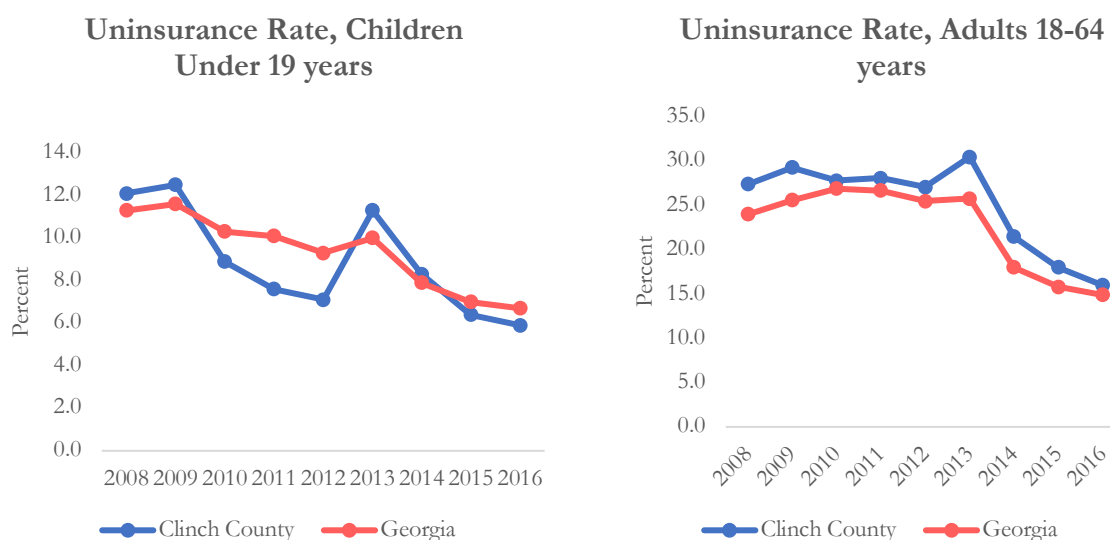 Uninsurance Rate, Children
Under 19 years
14.0
12.0
10.0
8.0
6.0
4.0
2.0
0.0
Percent
2008 2009 2010 2011 2012 2013 2014 2015 2016
Clinch County
Georgia
Uninsurance Rate, Adults 18-64
years
35.0
30.0
25.0
20.0
15.0
10.0
5.0
0.0
Percent
2008
2009
2010
2011
2012
2013
2014
2015
2016
Clinch County
Georgia